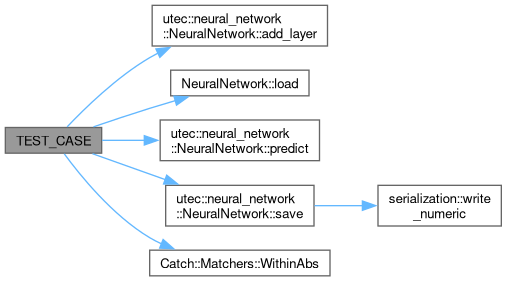 utec::neural_network
::NeuralNetwork::add_layer
NeuralNetwork::load
TEST_CASE
utec::neural_network
::NeuralNetwork::predict
utec::neural_network
::NeuralNetwork::save
serialization::write
_numeric
Catch::Matchers::WithinAbs